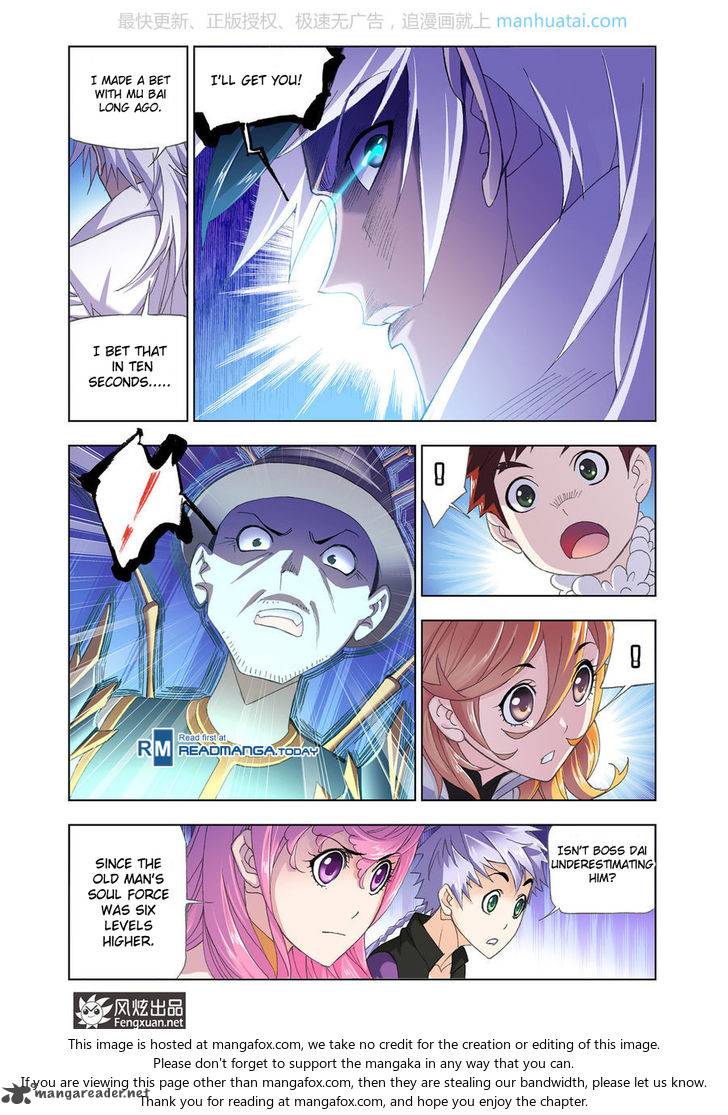 最快更新、正版授权、极速无广告，追漫画就上 manhuatai.com
I MADE A BET
WITH MU BAI
LONG AGO.
I'LL GET YOU!
I BET THAT
IN TEN
SECONDS.....
!
!
!
RM
Read first at
READMANGA.TODAY
SINCE THE
OLD MAN'S
SOUL FORCE
WAS SIX
LEVELS
HIGHER.
ISN'T BOSS DAI
UNDERESTIMATING
HIM?
风炫出品
Fengxuan.net
This image is hosted at mangafox.com, we take no credit for the creation or editing of this image.
Please don't forget to support the mangaka in any way that you can.
If you are viewing this page other than mangafox.com, then they are stealing our bandwidth, please let us know.
Thank you for reading at mangafox.com, and hope you enjoy the chapter.
mangareader.net